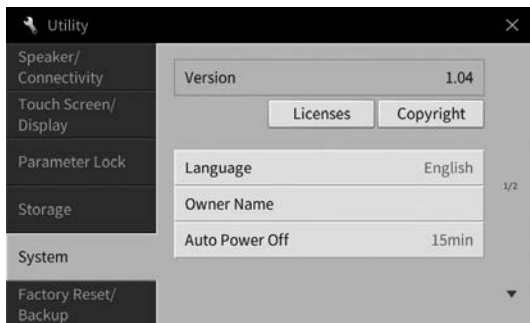 Utility
Speaker/
Connectivity
Touch Screen/
Display
Parameter Lock
Storage
System
Factory Reset/
Backup
Version 1.04
Licenses Copyright
Language English
Owner Name
Auto Power Off 15min
1/2